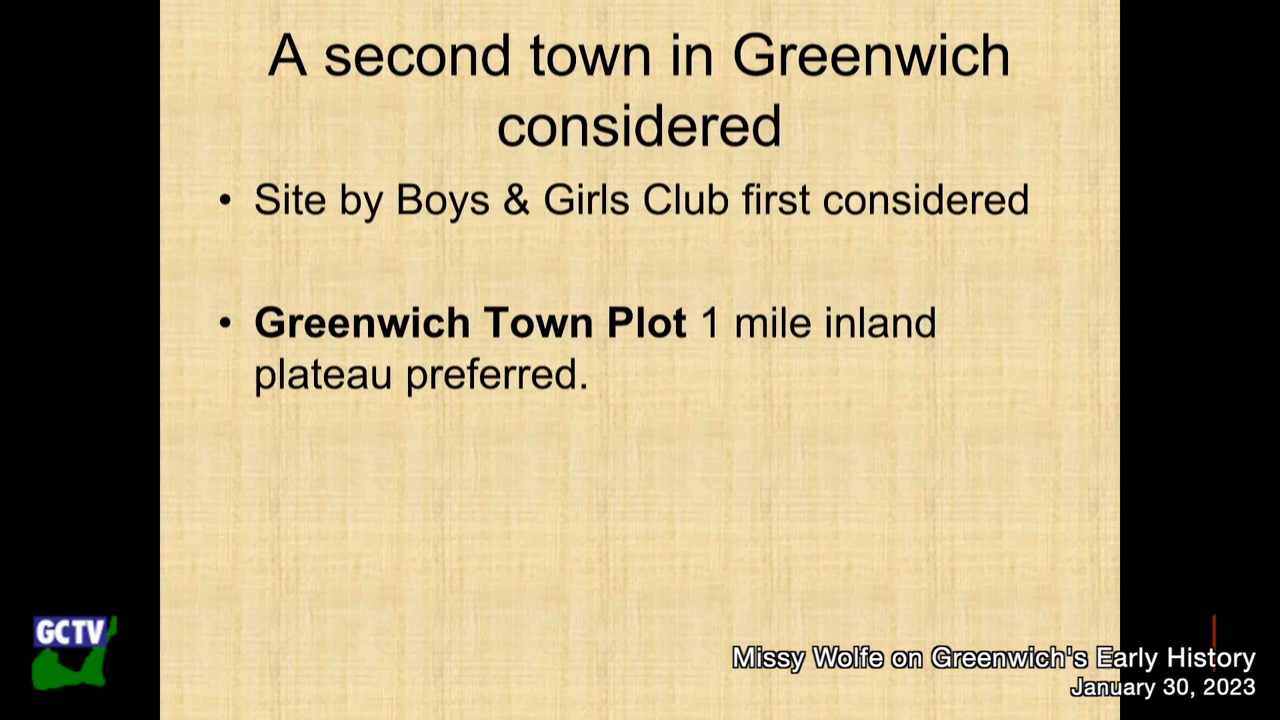 A second town in Greenwich
considered
• Site by Boys & Girls Club first considered
• Greenwich Town Plot 1 mile inland
plateau preferred.
GCTV
Missy Wolfe on Greenwich's Early History
January 30, 2023